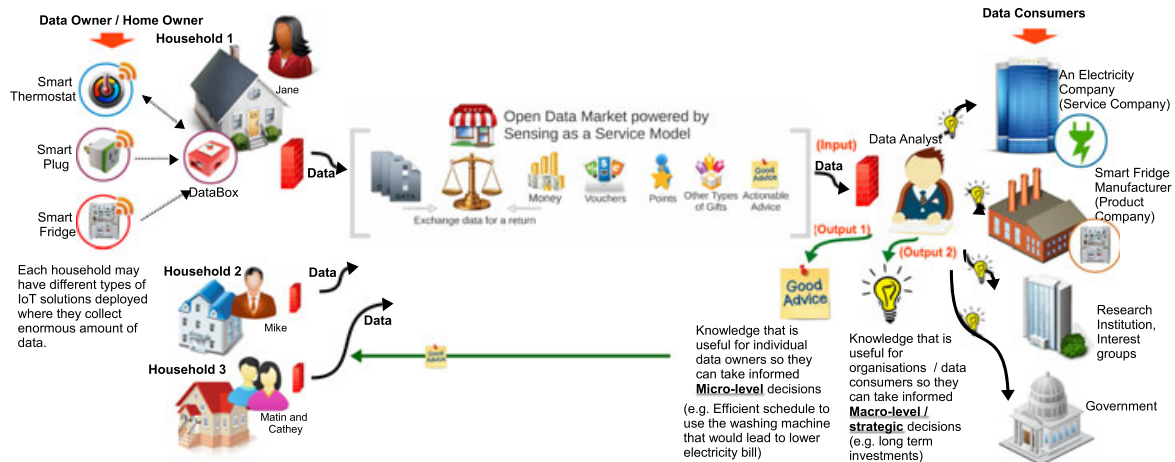 Data Owner / Home Owner
Household 1
Jane
Smart
Thermostat
Smart
Plug
Smart
Fridge
DataBox
Each household may
have different types of
IoT solutions deployed
where they collect
enormous amount of
data.
Household 2
Mike
Household 3
Matin and
Cathey
Data
Data
Data
Open Data Market powered by
Sensing as a Service Model
DATA
Exchange data for a return
Money
Vouchers
Points
Other Types
of Gifts
Good
Advice
Actionable
Advice
(Input)
Data
Data Analyst
(Output 1)
(Output 2)
Good
Advice
Good
Advice
Knowledge that is
useful for individual
data owners so they
can take informed
Micro-level decisions
(e.g. Efficient schedule to
use the washing machine
that would lead to lower
electricity bill)
Knowledge that is
useful for
organisations / data
consumers so they
can take informed
Macro-level /
strategic decisions
(e.g. long term
investments)
Data Consumers
An Electricity
Company
(Service Company)
Smart Fridge
Manufacturer
(Product
Company)
Research
Institution,
Interest
groups
Government